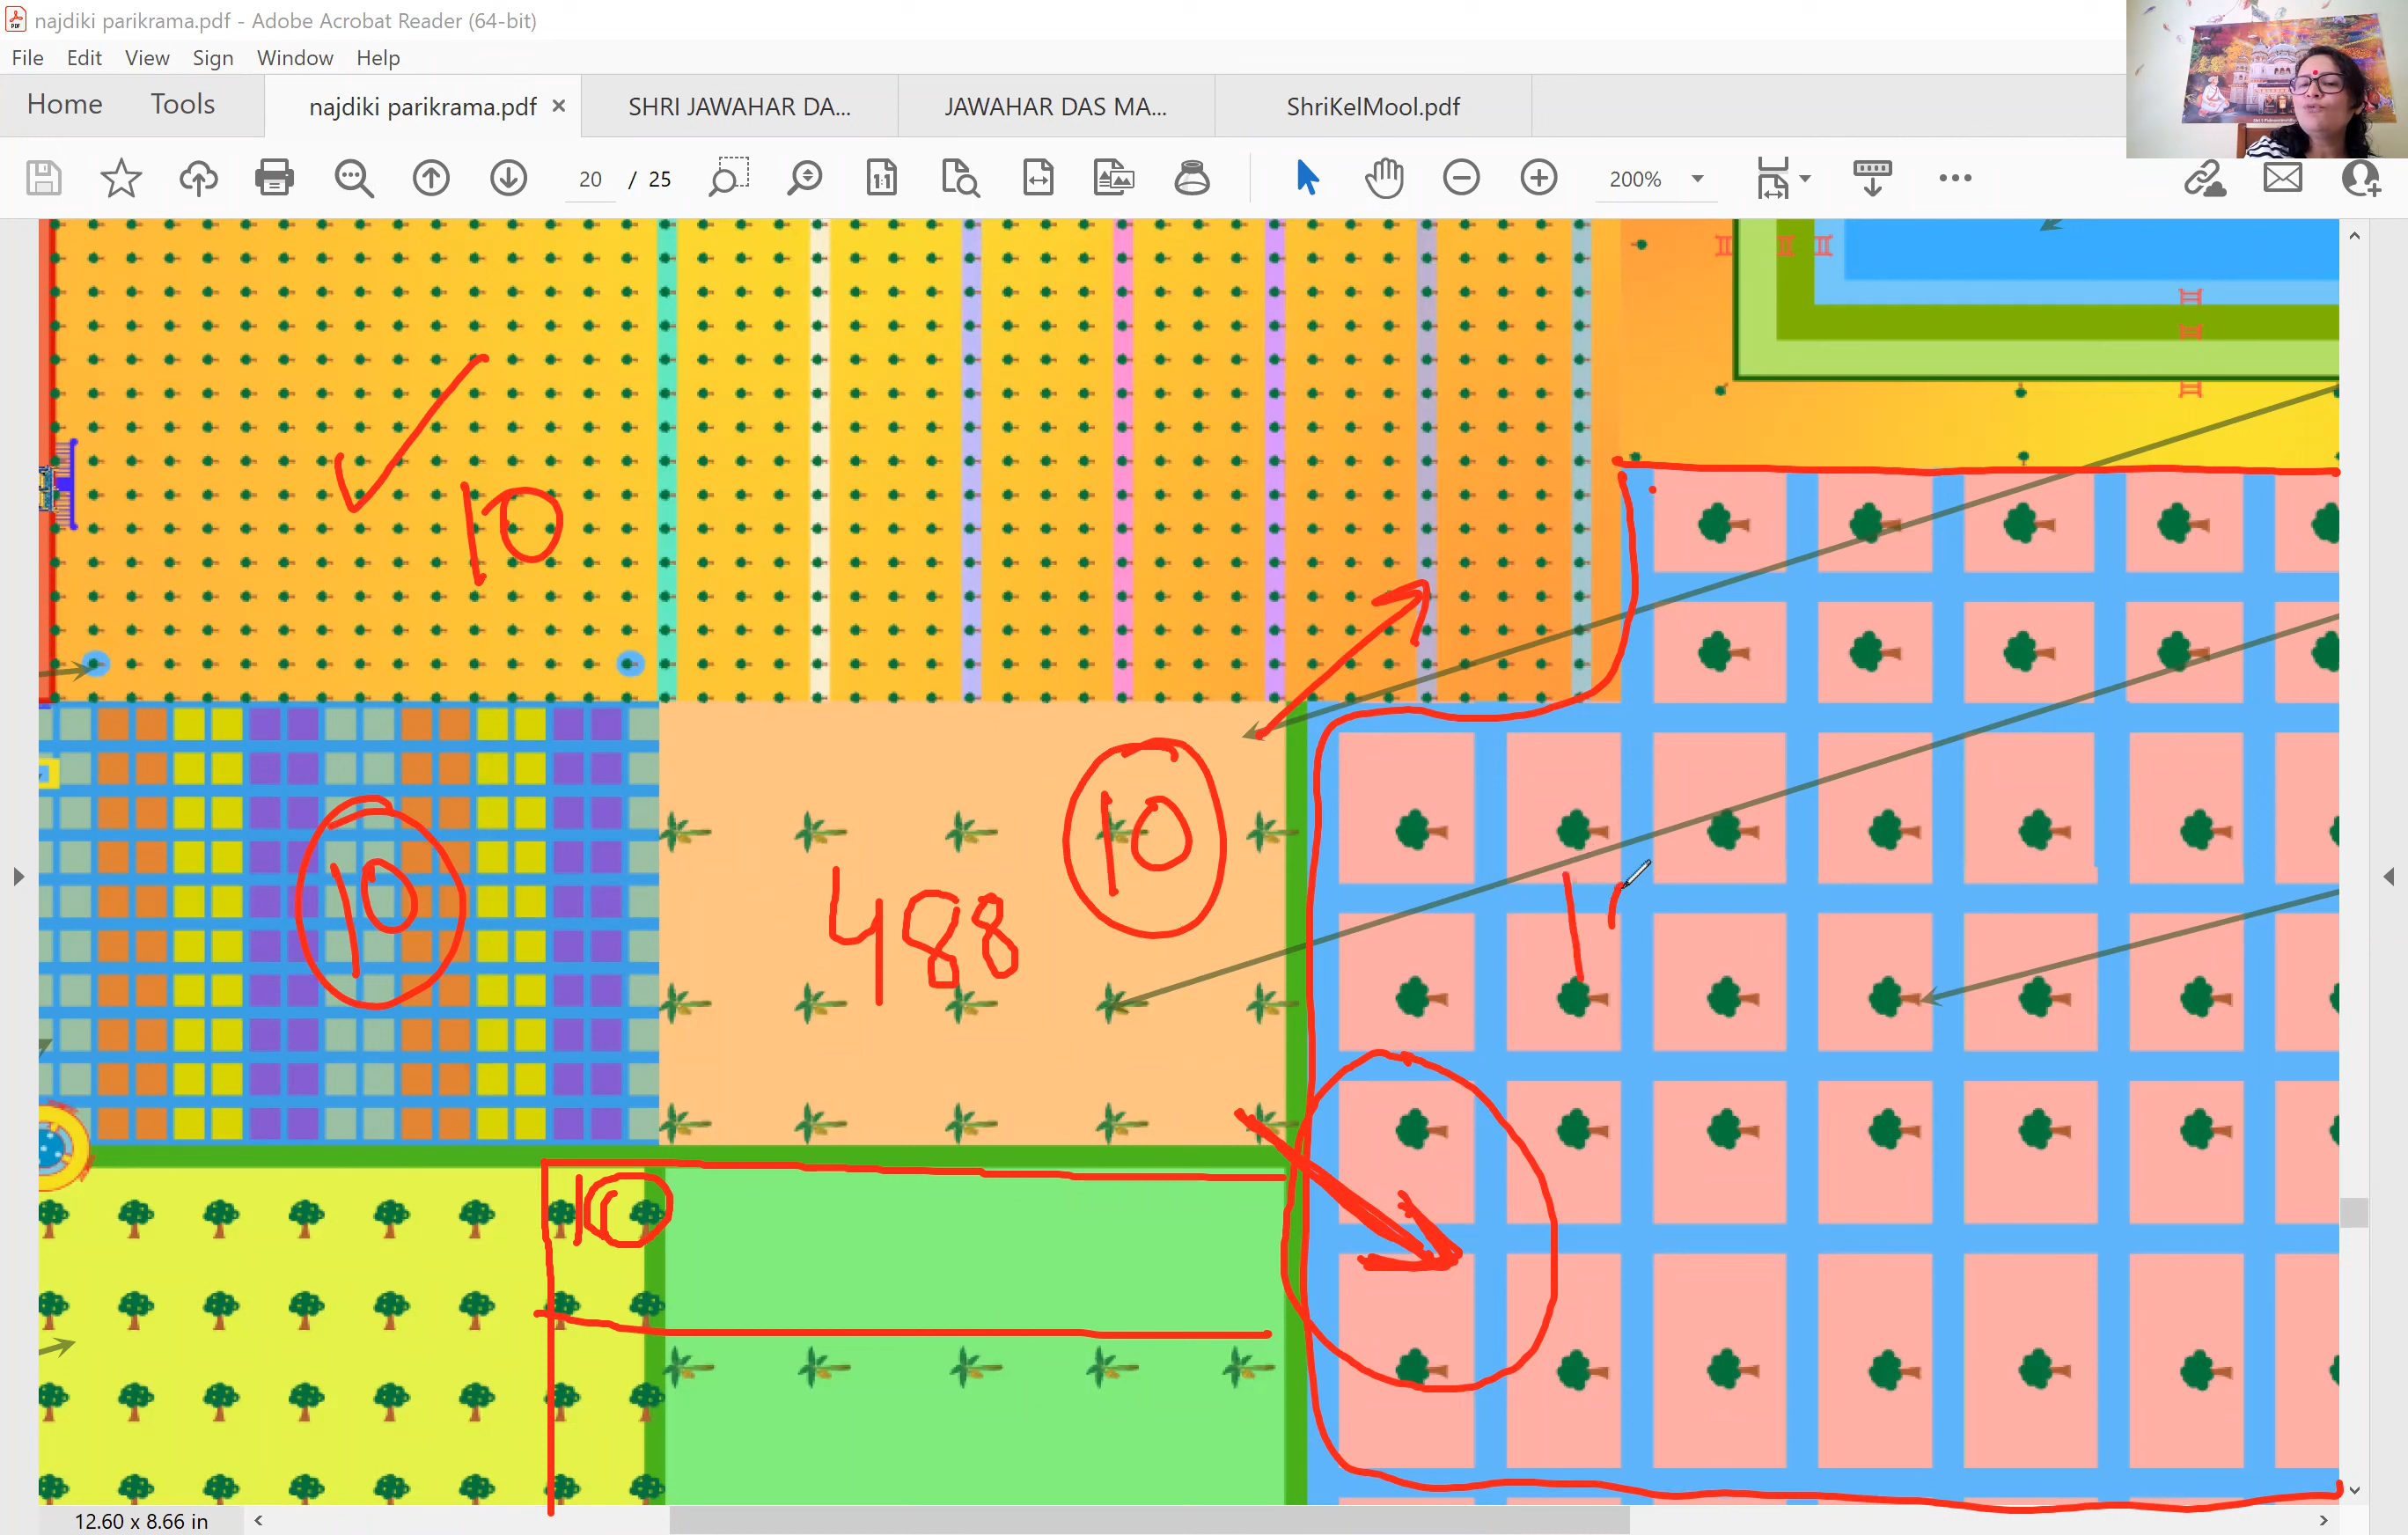 najdiki parikrama.pdf - Adobe Acrobat Reader (64-bit)
File Edit View Sign Window Help
Home Tools najdiki parikrama.pdf × SHRI JAWAHAR DA... JAWAHAR DAS MA... ShriKelMool.pdf
20 / 25 1:1 200%
10
10
10
488
10
12.60 x 8.66 in